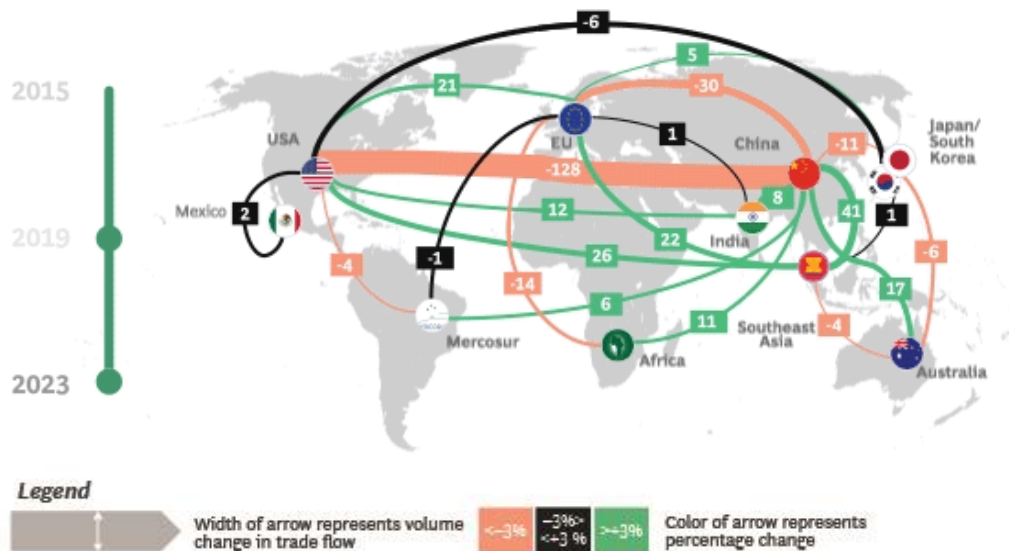 -6
2015
5
21
-30
USA
EU
1
China
-11
Japan/
South
Korea
-128
Mexico
2
8
12
India
41
1
2019
22
-1
26
-4
-6
-14
17
6
11
Southeast
Asia
-4
Mercosur
Africa
2023
Australia
Legend
Width of arrow represents volume
change in trade flow
<-3%
-3%>
<+3 %
>+3%
Color of arrow represents
percentage change